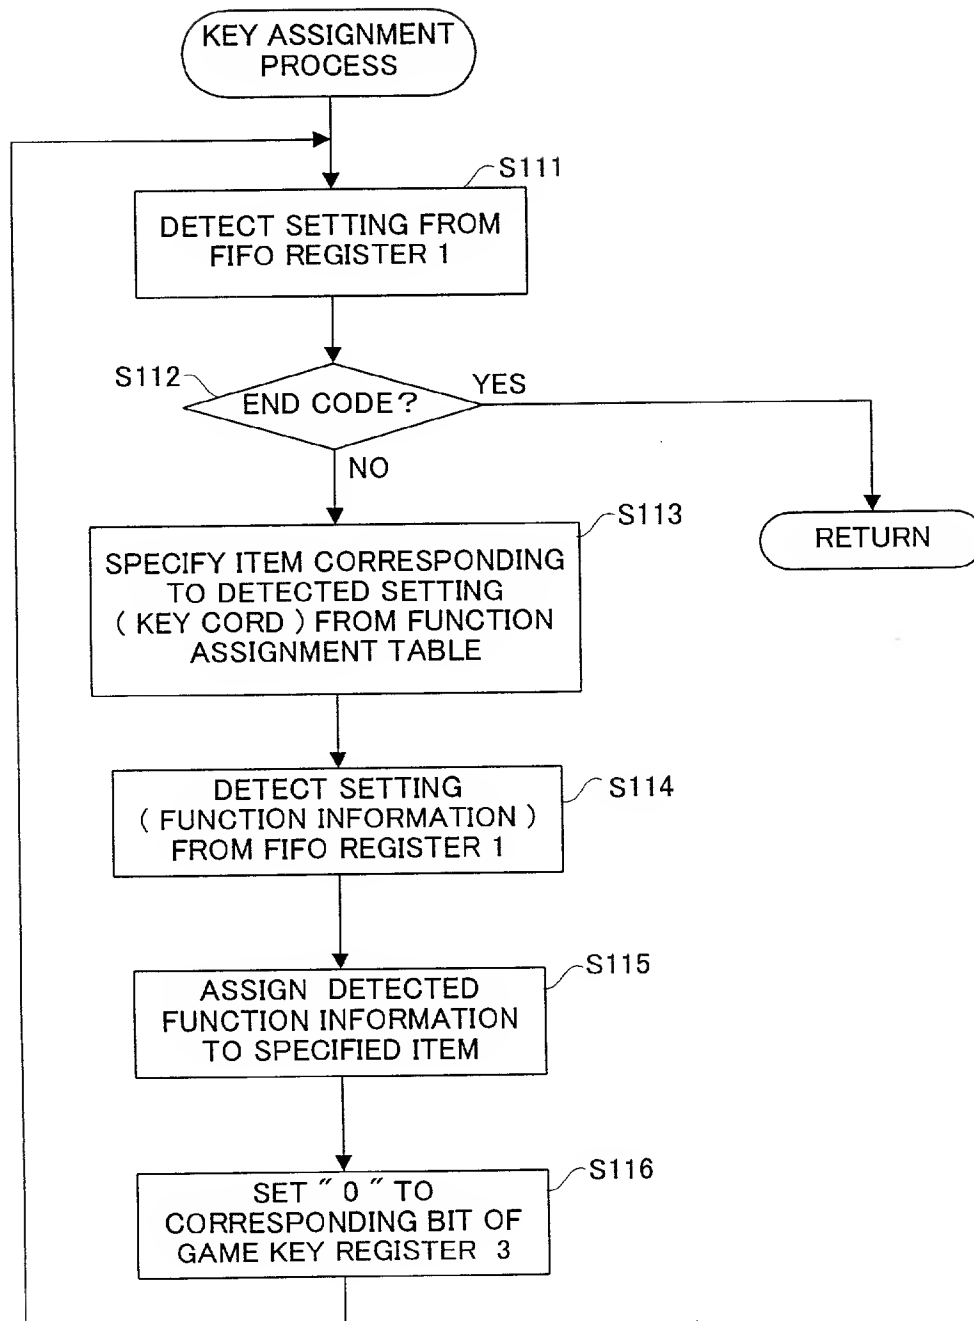 KEY ASSIGNMENT
PROCESS
S111
DETECT SETTING FROM
FIFO REGISTER 1
S112
END CODE?
YES
NO
RETURN
S113
SPECIFY ITEM CORRESPONDING
TO DETECTED SETTING
( KEY CORD ) FROM FUNCTION
ASSIGNMENT TABLE
S114
DETECT SETTING
( FUNCTION INFORMATION )
FROM FIFO REGISTER 1
S115
ASSIGN DETECTED
FUNCTION INFORMATION
TO SPECIFIED ITEM
S116
SET " 0 " TO
CORRESPONDING BIT OF
GAME KEY REGISTER 3